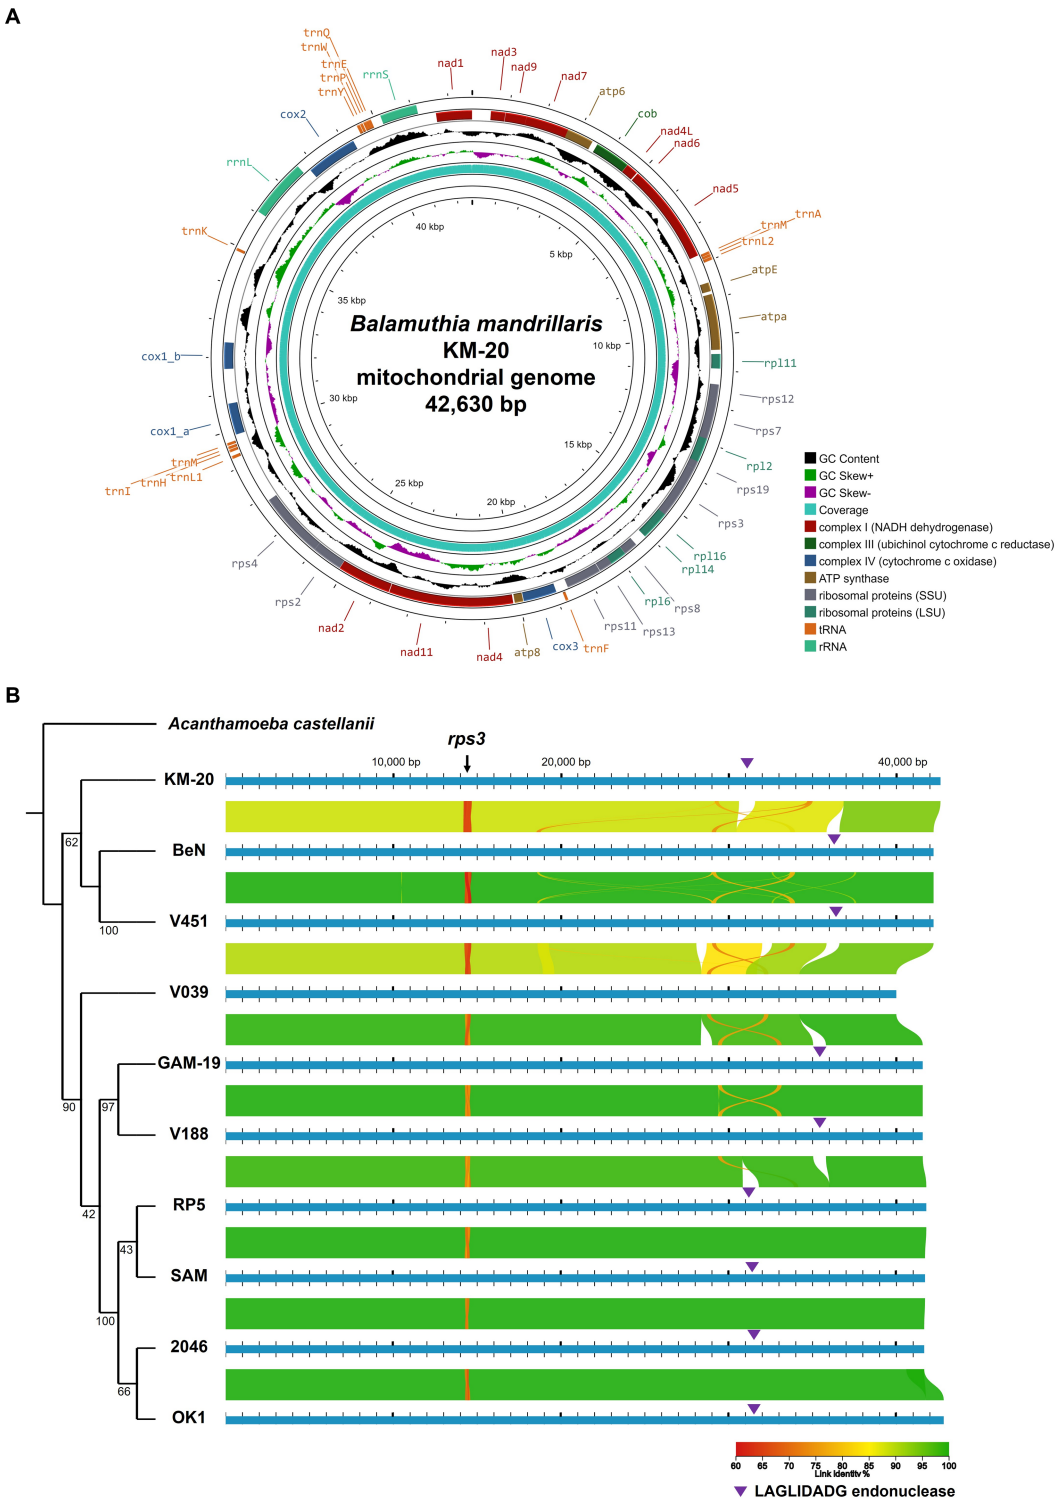 A
trnQ
trnW
trnE
trnP
trnY
rrnS
nad1
nad3
nad9
nad7
atp6
cob
nad4L
nad6
nad5
trnA
trnM
trnL2
atpE
atpa
rpl11
rps12
rps7
rpl2
rps19
rps3
rpl16
rpl14
rps8
rpl6
rps13
rps11
trnF
cox3
atp8
nad4
nad11
nad2
rps2
rps4
trnL1
trnH
trnI
trnM
cox1_a
cox1_b
trnK
rrnL
cox2
40 kbp
5 kbp
35 kbp
10 kbp
30 kbp
15 kbp
25 kbp
20 kbp
Balamuthia mandrillaris
KM-20
mitochondrial genome
42,630 bp
GC Content
GC Skew+
GC Skew-
Coverage
complex I (NADH dehydrogenase)
complex III (ubichinol cytochrome c reductase)
complex IV (cytochrome c oxidase)
ATP synthase
ribosomal proteins (SSU)
ribosomal proteins (LSU)
tRNA
rRNA
B
Acanthamoeba castellanii
rps3
10,000 bp
20,000 bp
40,000 bp
KM-20
62
BeN
V451
100
V039
GAM-19
90
97
V188
RP5
42
43
SAM
100
2046
66
OK1
60 65 70 75 80 85 90 95 100
Link identity %
LAGLIDADG endonuclease